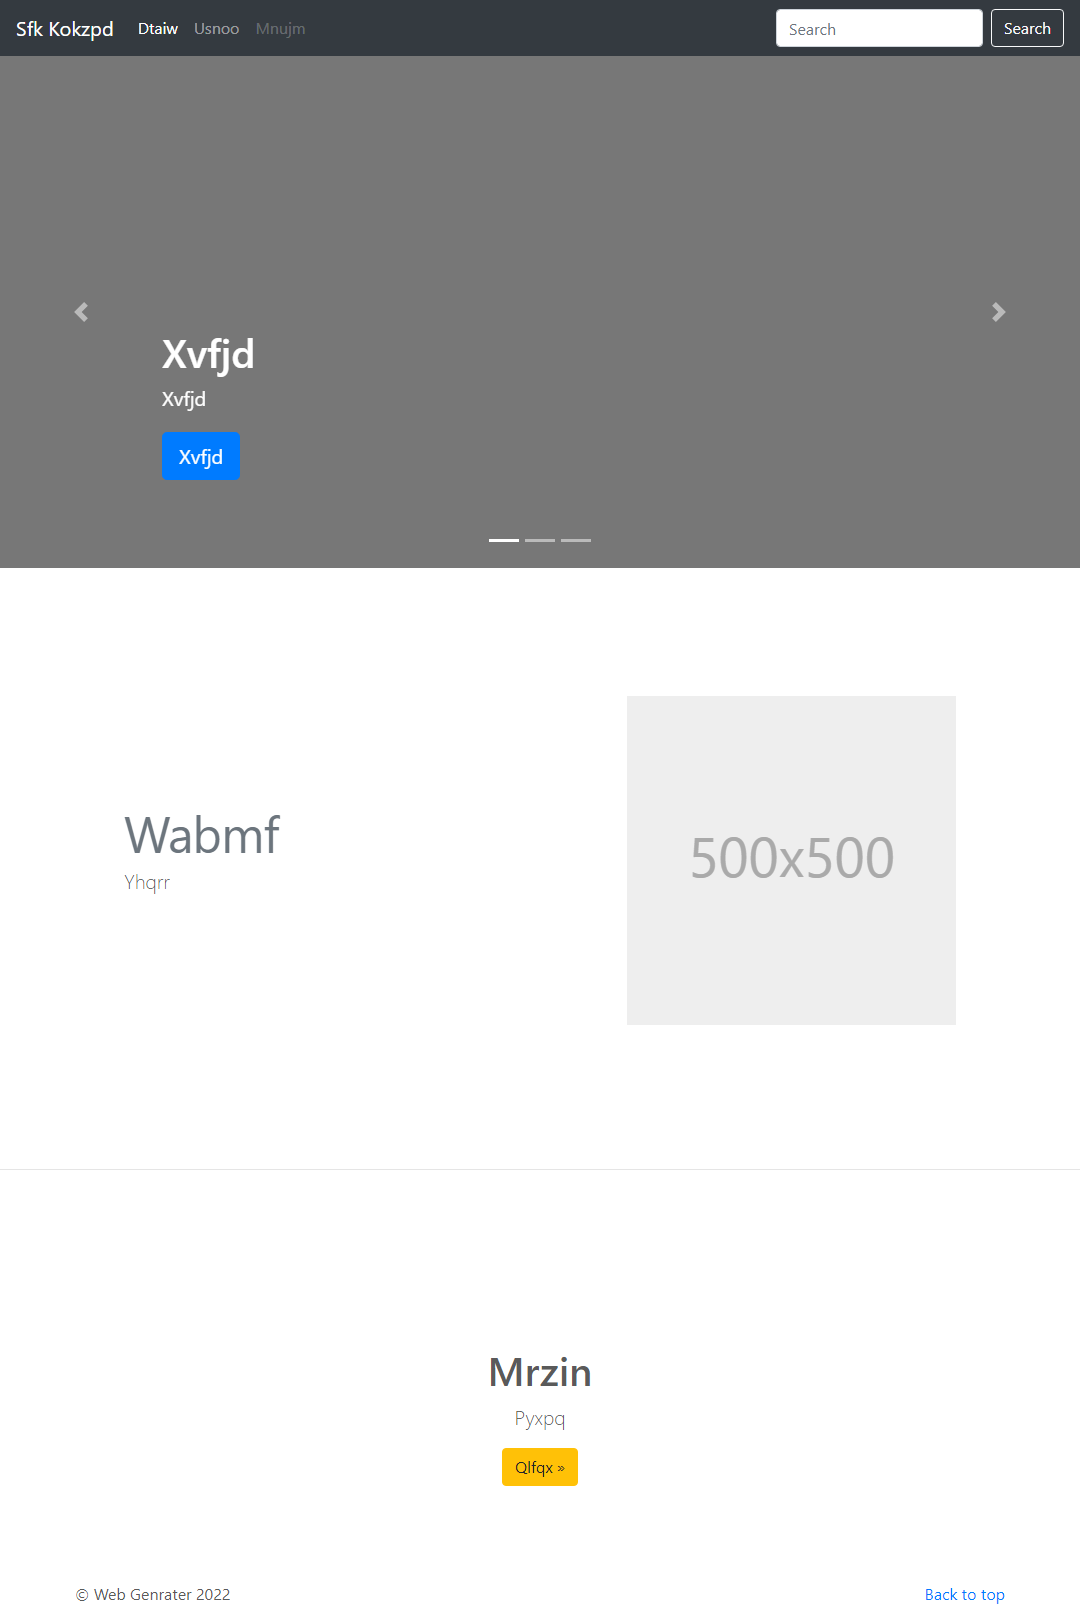 Sfk Kokzpd Dtaiw Usnoo Mnujm Search Search
Xvfjd
Xvfjd
Xvfjd
Wabmf
Yhqrr
500x500
Mrzin
Pyxpq
Qlfqx »
© Web Genrater 2022 Back to top